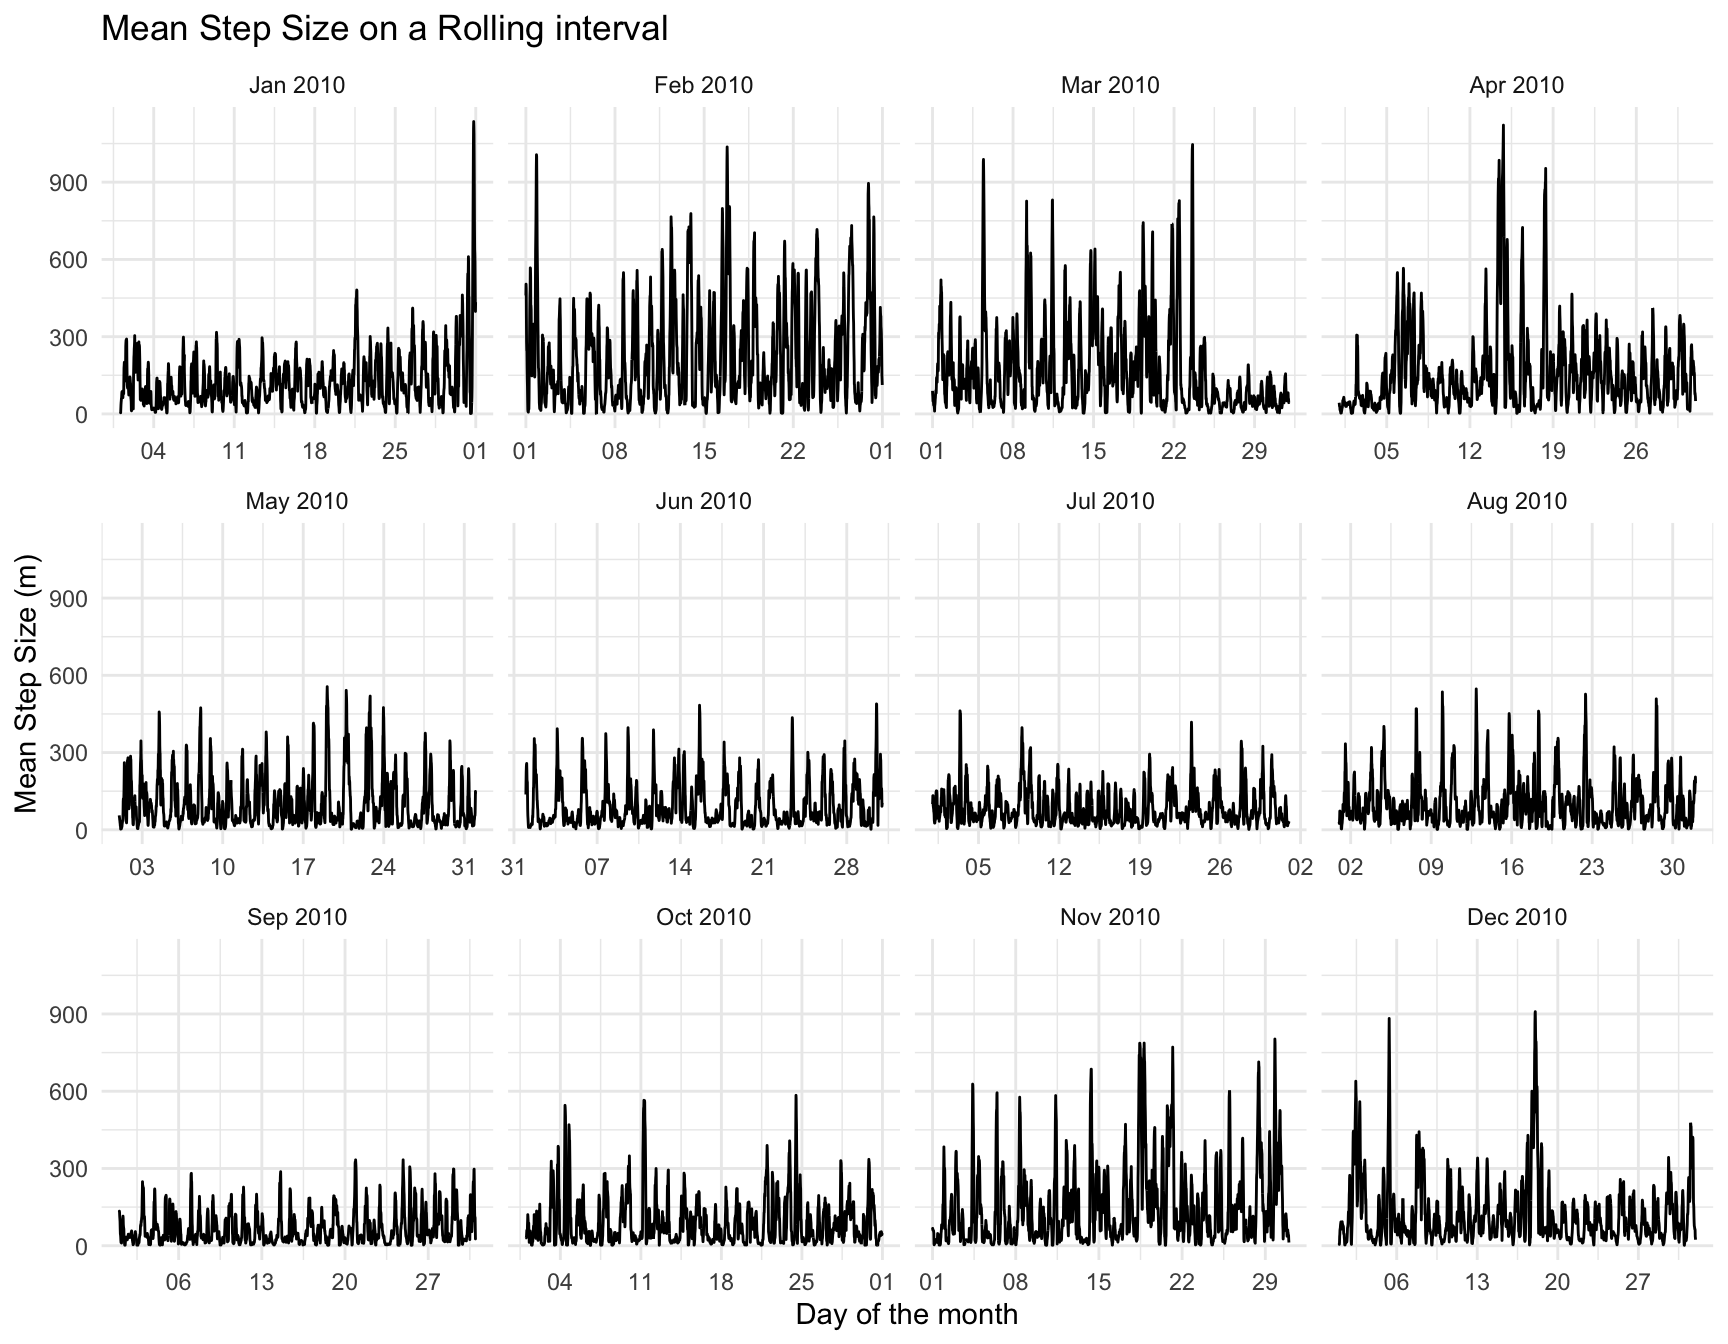 Mean Step Size on a Rolling interval
Jan 2010 Feb 2010 Mar 2010 Apr 2010
900
600
300
0
04 11 18 25 01 01 08 15 22 01 01 08 15 22 29 05 12 19 26
May 2010 Jun 2010 Jul 2010 Aug 2010
Mean Step Size (m)
900
600
300
0
03 10 17 24 31 31 07 14 21 28 05 12 19 26 02 02 09 16 23 30
Sep 2010 Oct 2010 Nov 2010 Dec 2010
900
600
300
0
06 13 20 27 04 11 18 25 01 01 08 15 22 29 06 13 20 27
Day of the month